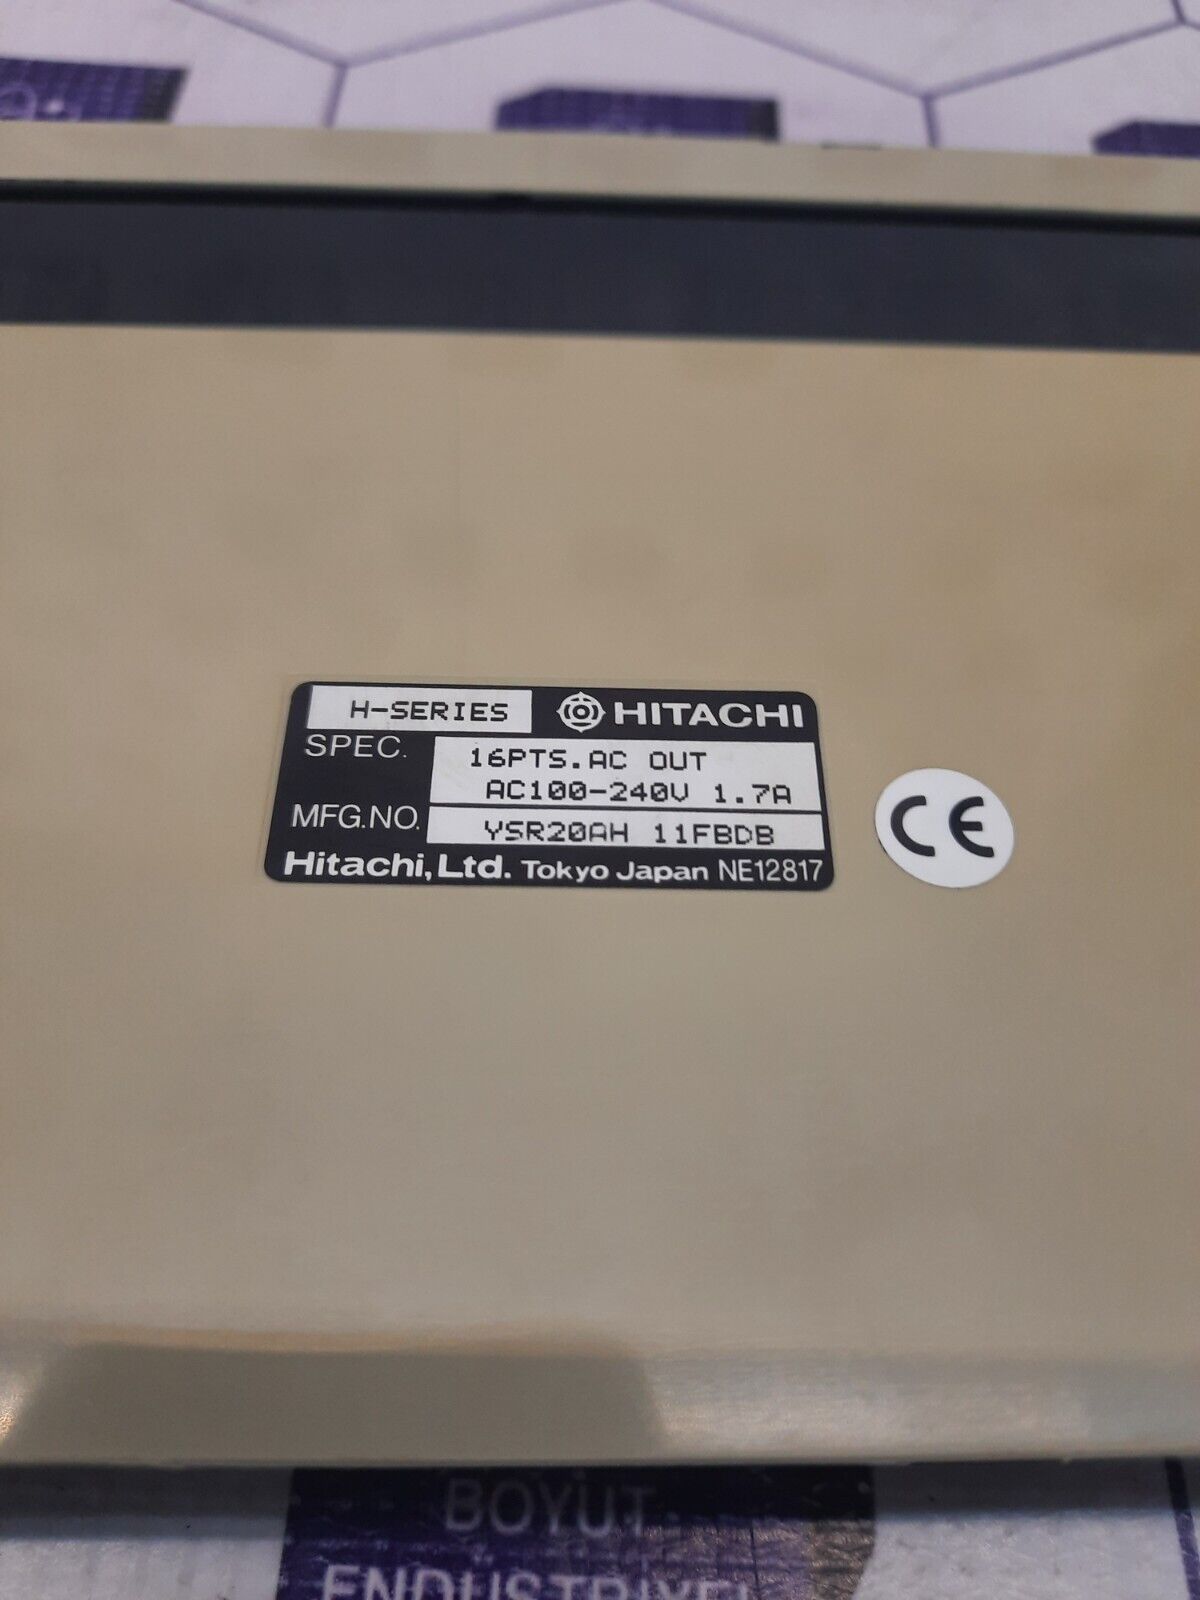 H-SERIES HITACHI
SPEC. 16PTS.AC OUT
AC100-240V 1.7A
MFG.NO. YSR20AH 11FBDB
Hitachi, Ltd. Tokyo Japan NE12817
CE
BOYUT
ENDUSTRIYEL